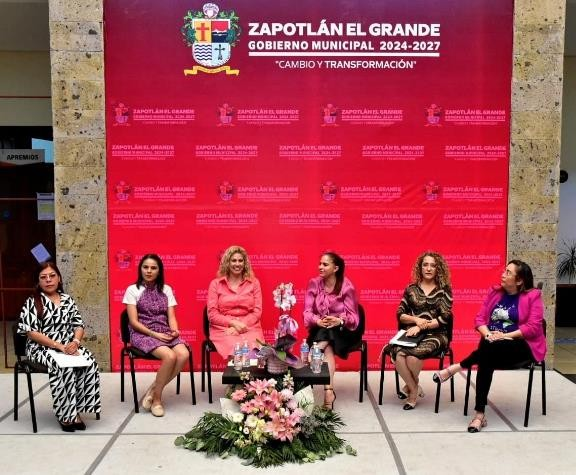 ZAPOTLÁN EL GRANDE
GOBIERNO MUNICIPAL 2024-2027
"CAMBIO Y TRANSFORMACIÓN"
APREMIOS